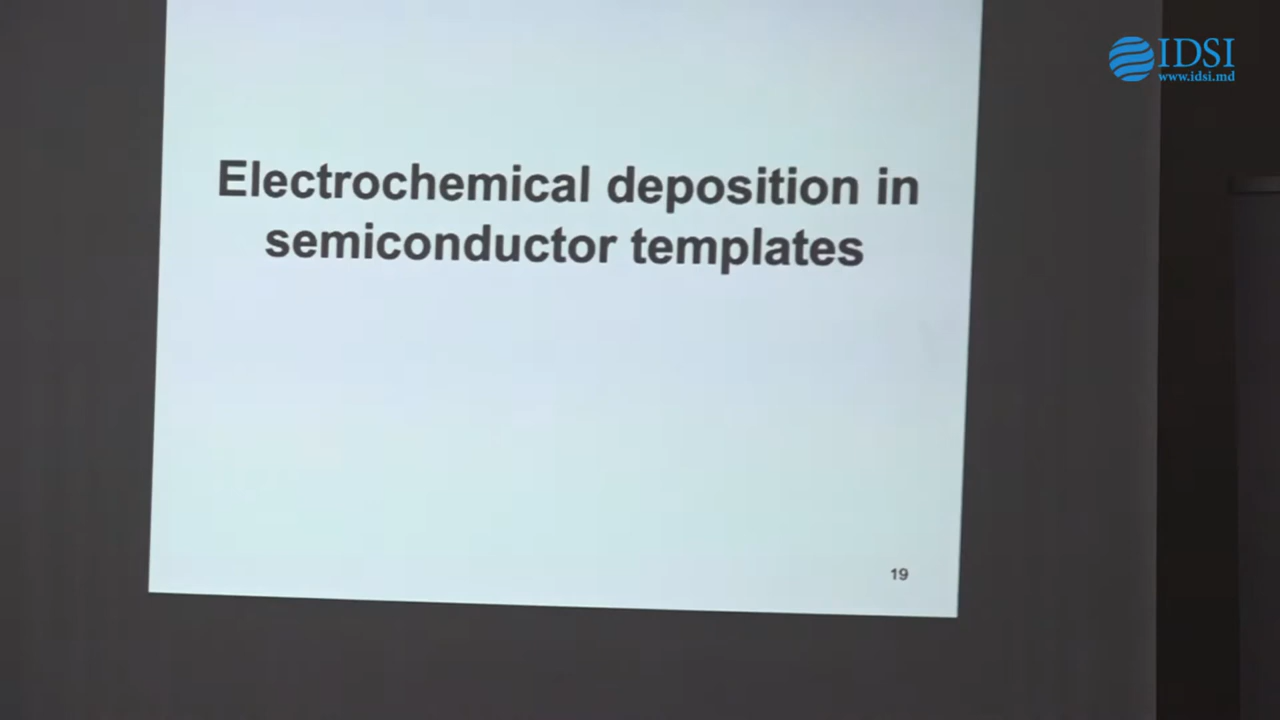 IDSI
www.idsi.md
Electrochemical deposition in
semiconductor templates
19